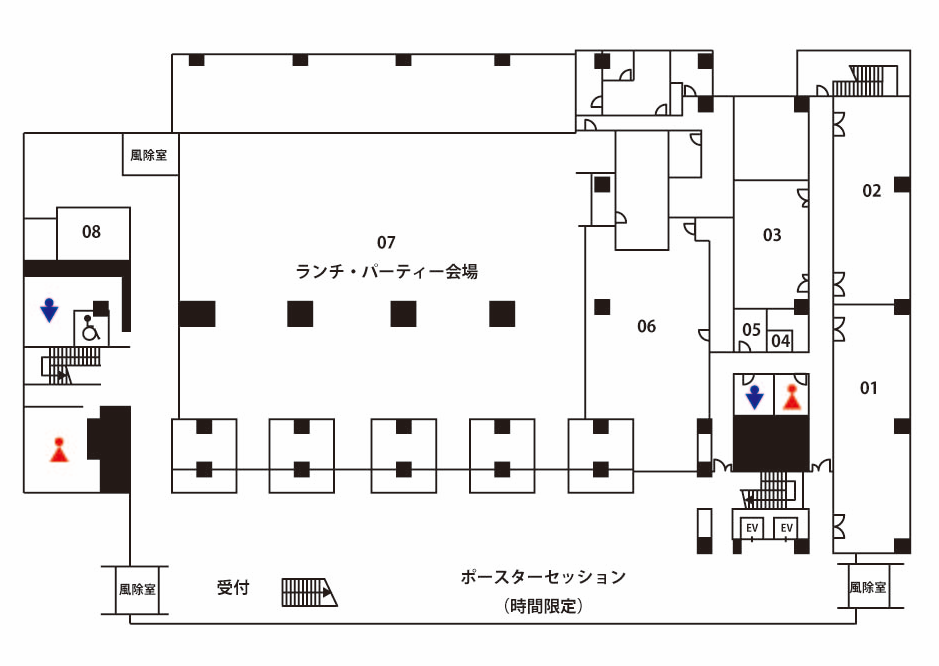 風除室
02
08
03
07
ランチ・パーティー会場
06
05
04
01
EV
EV
風除室
受付
ポースターセッション
（時間限定）
風除室